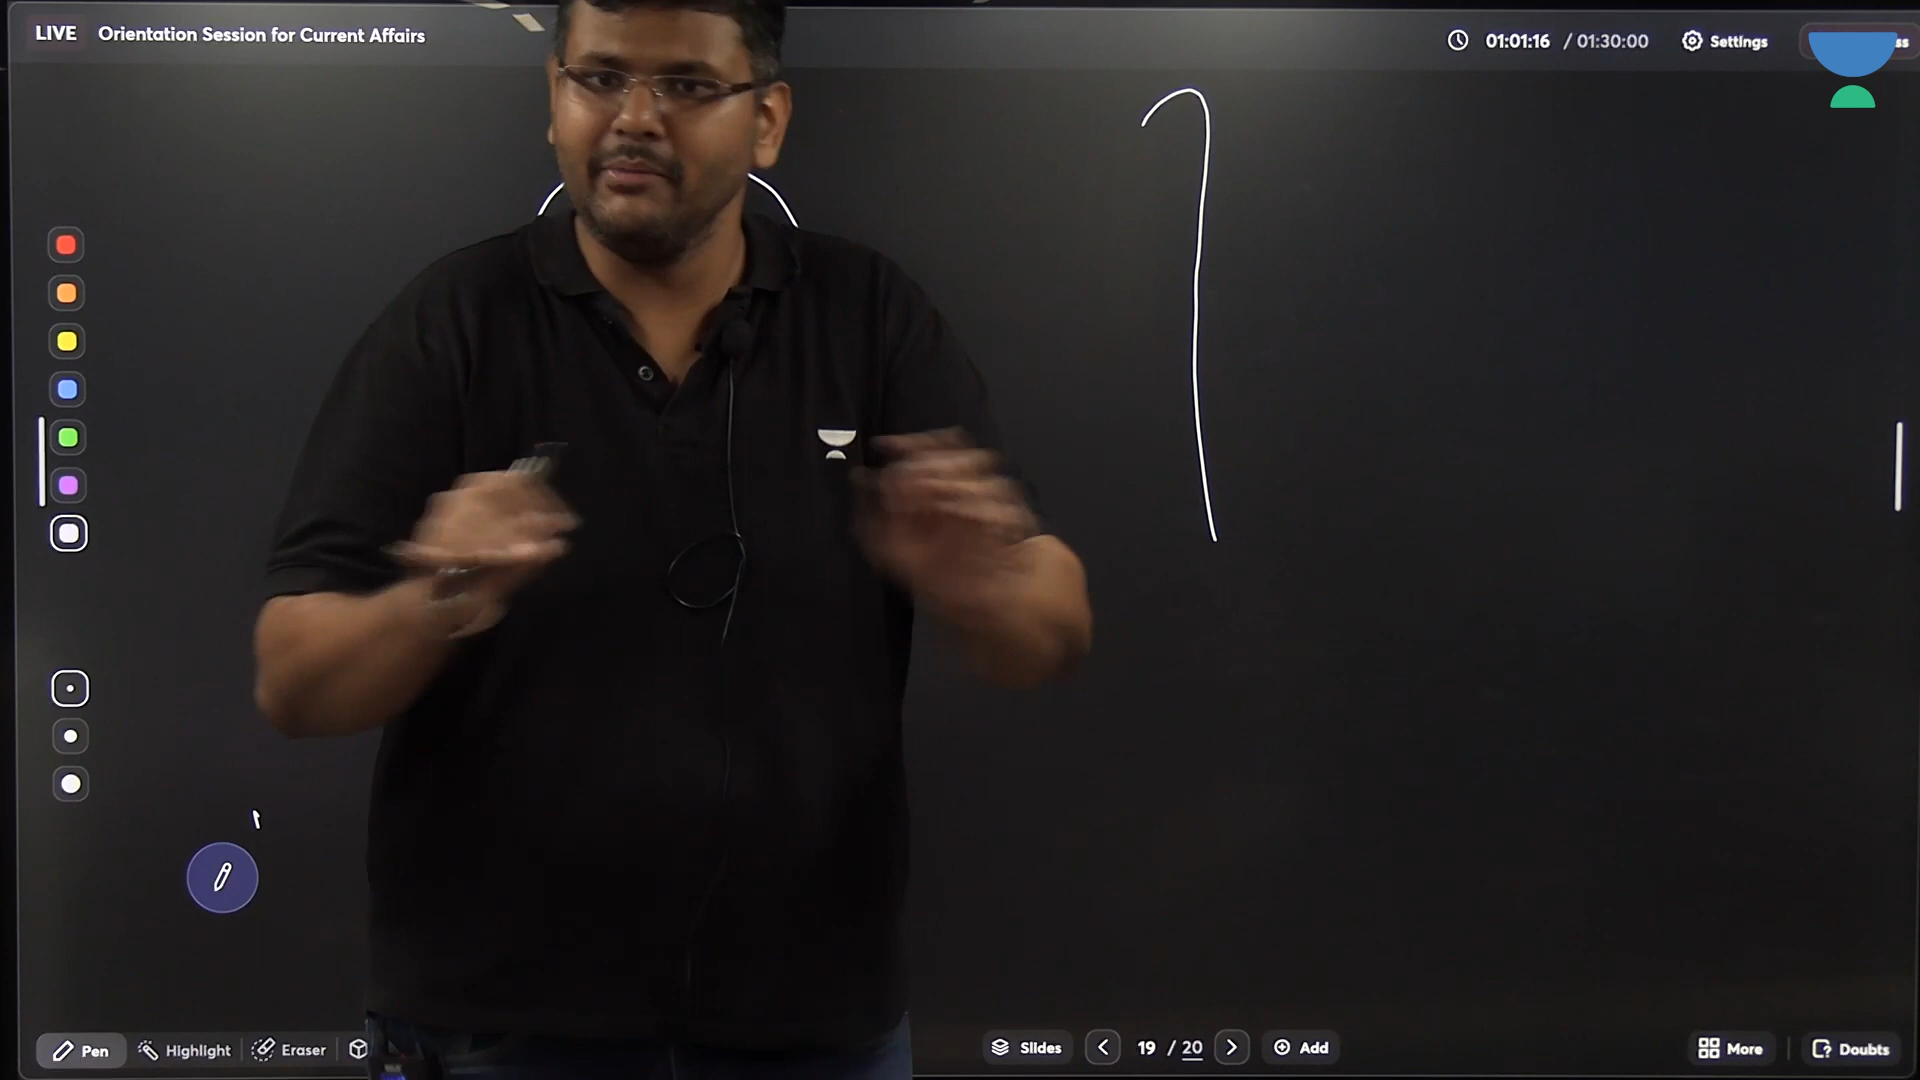 LIVE Orientation Session for Current Affairs 01:01:16 / 01:30:00 Settings
Pen Highlight Eraser Slides 19 / 20 Add More Doubts